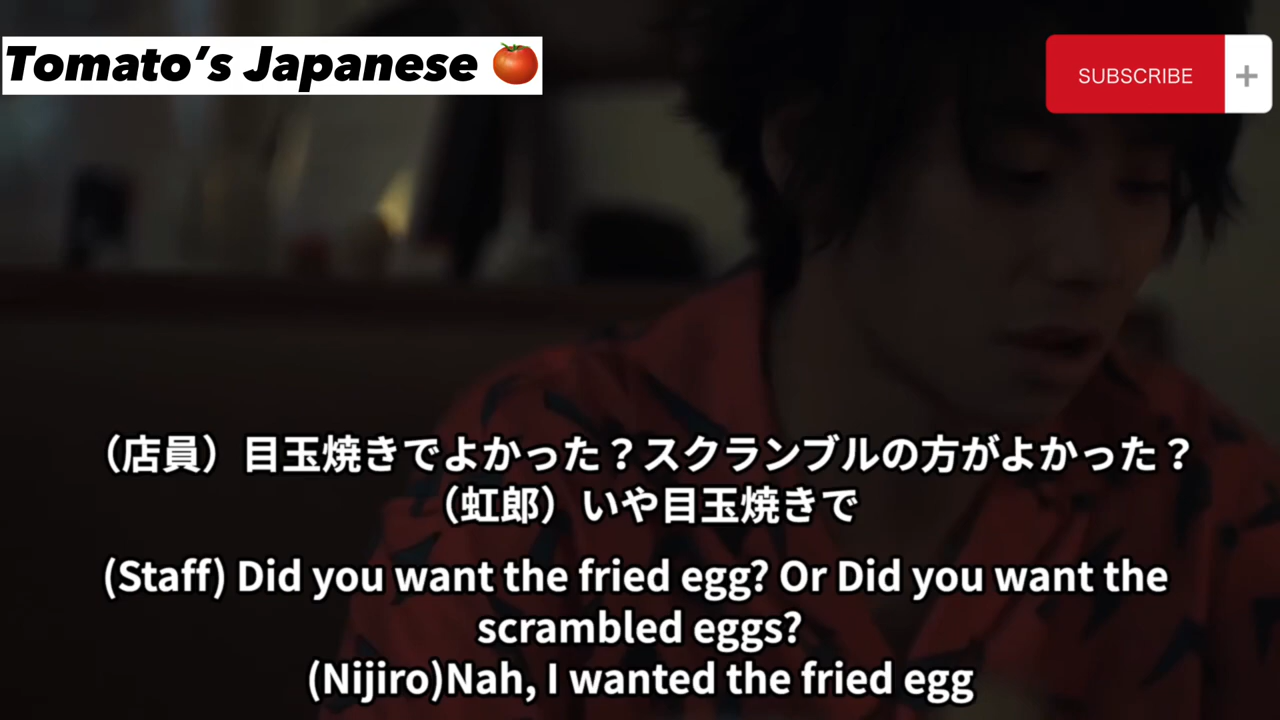 Tomato’s Japanese 🍅
SUBSCRIBE +
（店員）目玉焼きでよかった？スクランブルの方がよかった？
（虹郎）いや目玉焼きで
(Staff) Did you want the fried egg? Or Did you want the
scrambled eggs?
(Nijiro)Nah, I wanted the fried egg